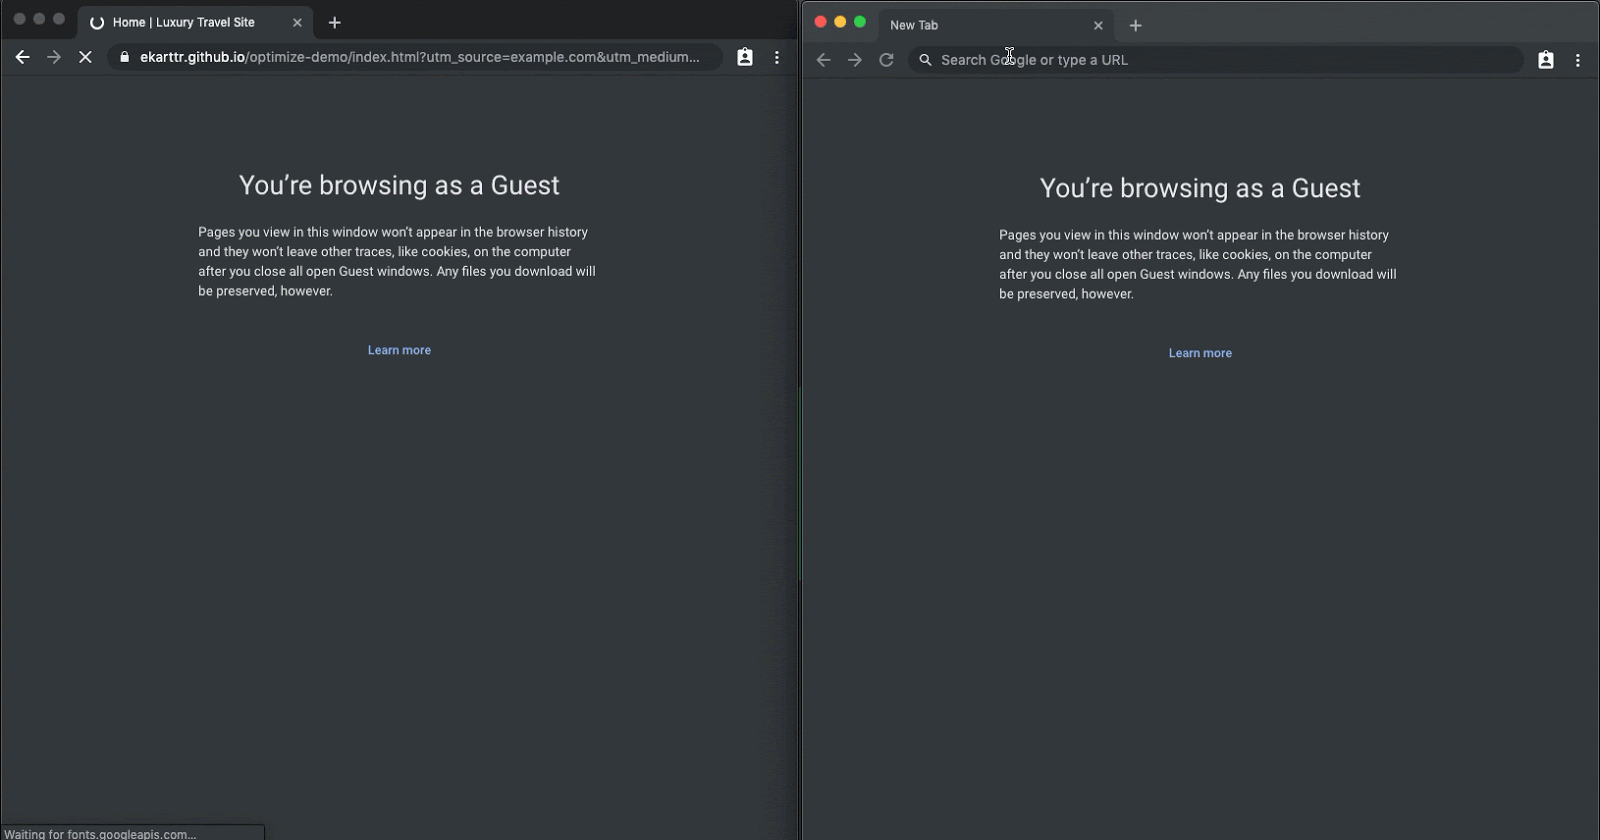 Home | Luxury Travel Site
ekarttr.github.io/optimize-demo/index.html?utm_source=example.com&utm_medium...
You’re browsing as a Guest
Pages you view in this window won’t appear in the browser history
and they won’t leave other traces, like cookies, on the computer
after you close all open Guest windows. Any files you download will
be preserved, however.
Learn more
Waiting for fonts.googleapis.com...
New Tab
Search Google or type a URL
You’re browsing as a Guest
Pages you view in this window won’t appear in the browser history
and they won’t leave other traces, like cookies, on the computer
after you close all open Guest windows. Any files you download will
be preserved, however.
Learn more